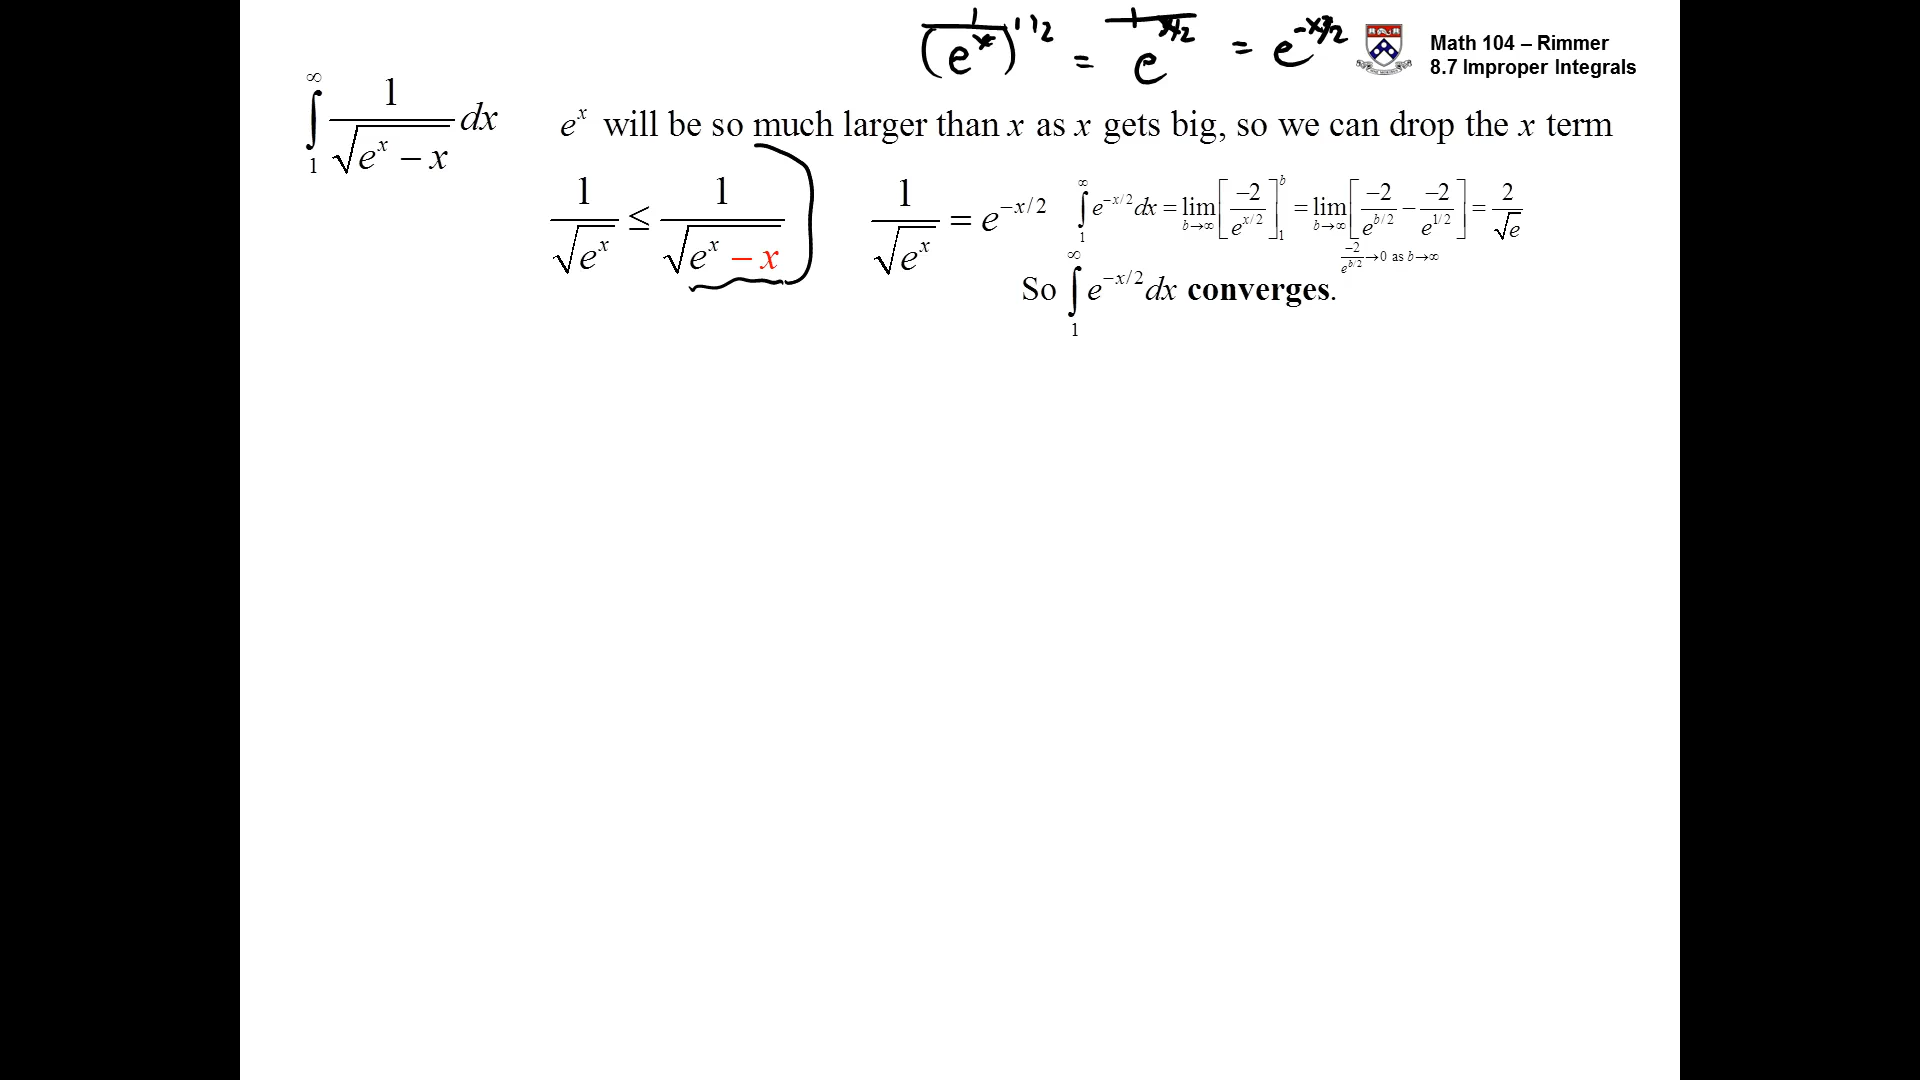 1/(e^x)^1/2 = 1/e^x/2 = e^-x/2
Math 104 – Rimmer
8.7 Improper Integrals
∫_1^∞ 1/√(e^x − x) dx
e^x will be so much larger than x as x gets big, so we can drop the x term
1/√(e^x) ≤ 1/√(e^x − x)
1/√(e^x) = e^(−x/2)
∫_1^∞ e^(−x/2) dx = lim_(b→∞) [−2/e^(x/2)]_1^b = lim_(b→∞) [−2/e^(b/2) − −2/e^(1/2)] = 2/√e
−2/e^(b/2) →0 as b→∞
So ∫_1^∞ e^(−x/2) dx converges.